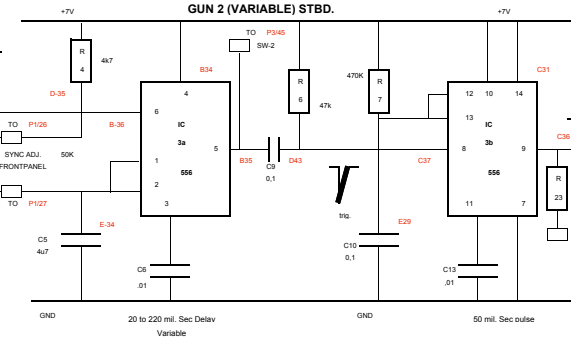 GUN 2 (VARIABLE) STBD.
+7V
+7V
TO P3/45
SW-2
R
4
4k7
B34
R
6
47k
470K
R
7
C31
D-35
4
12
10
14
6
13
TO P1/26
B-36
IC
3a
5
IC
3b
8
9
C36
SYNC ADJ. 50K
FRONTPANEL
1
556
B35
D43
C9
0,1
C37
556
2
R
23
TO P1/27
3
trig.
11
7
E-34
E29
C5
4u7
C10
0,1
C6
.01
C13
,01
GND
20 to 220 mil. Sec Delay
Variable
GND
50 mil. Sec pulse